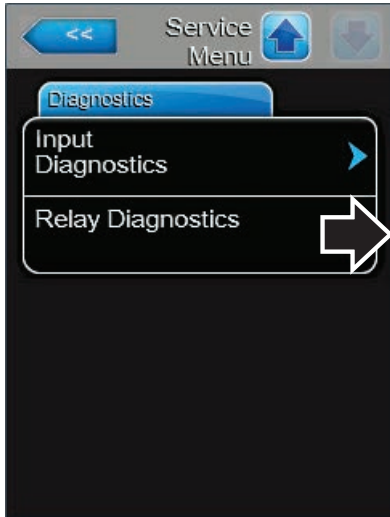 <<
Service
Menu
Diagnostics
Input
Diagnostics
Relay Diagnostics